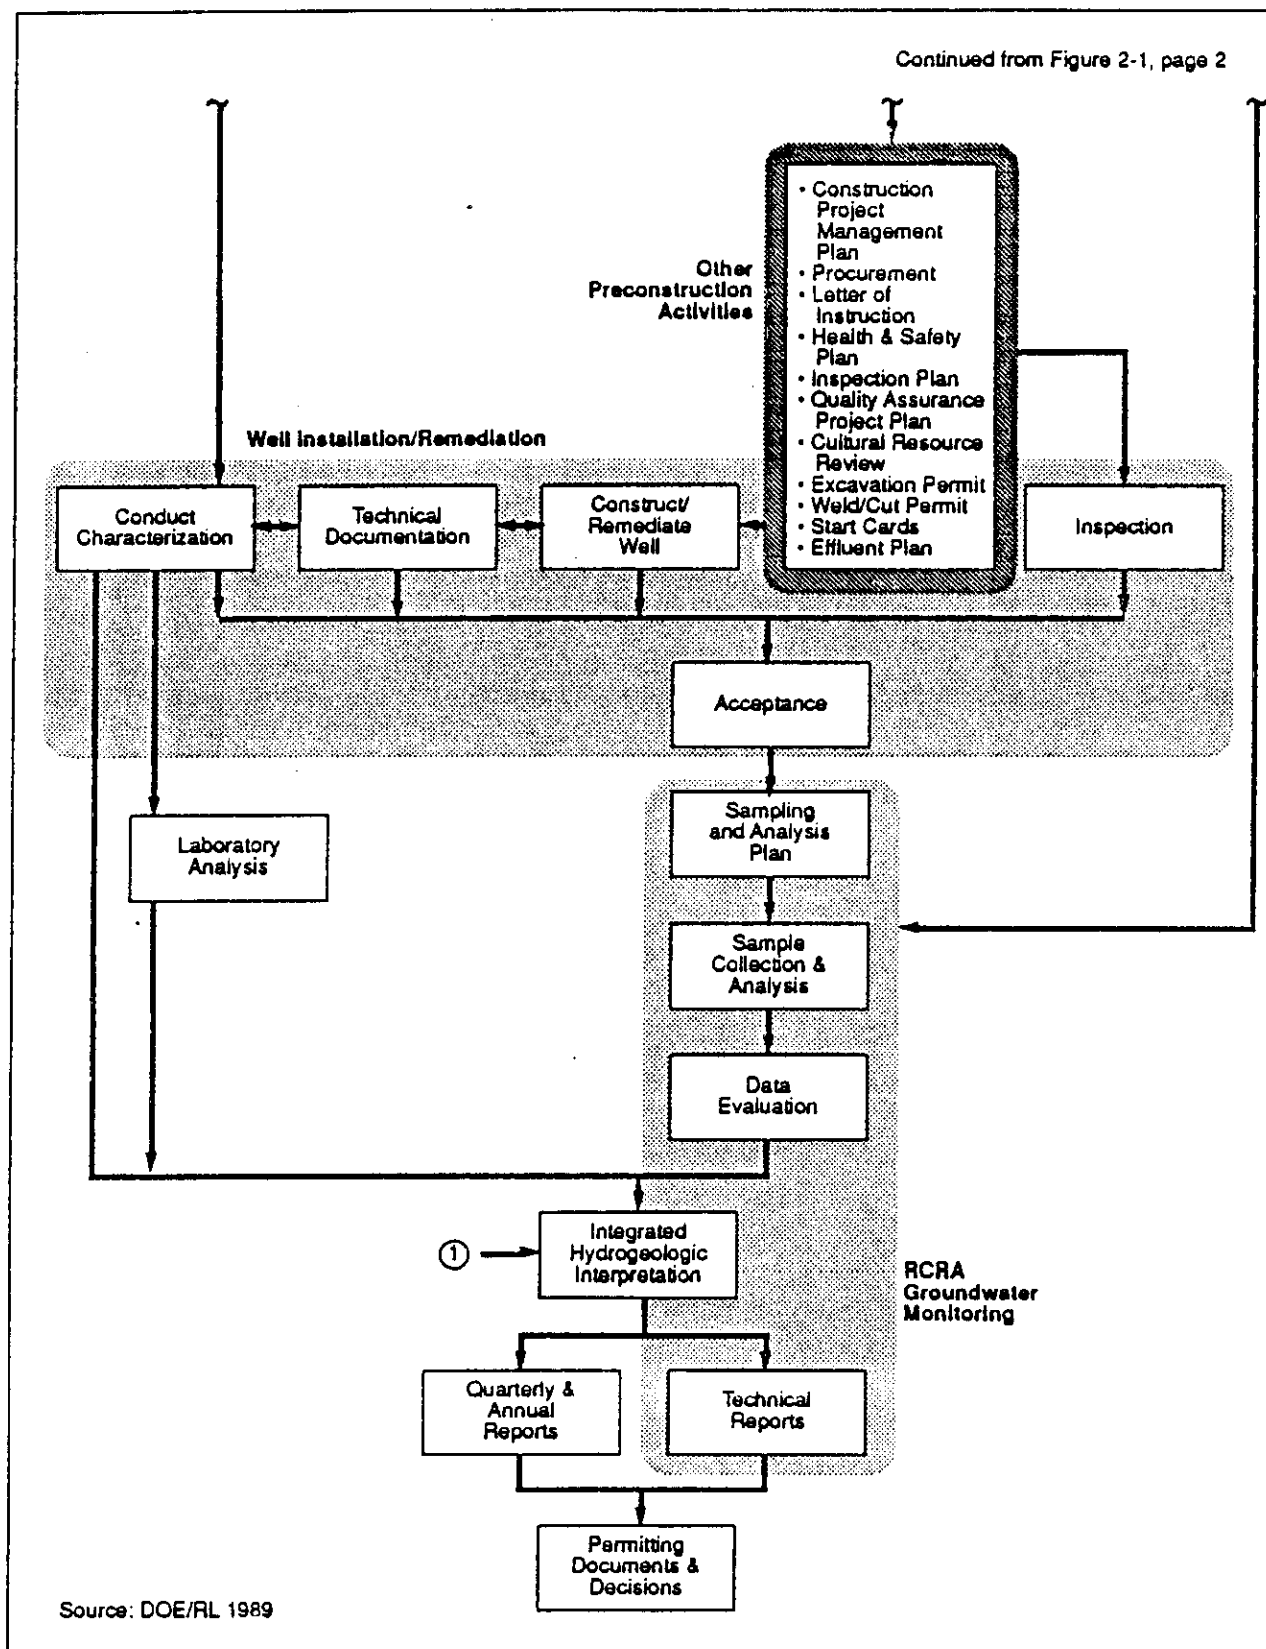 Continued from Figure 2-1, page 2
Other
Preconstruction
Activities
• Construction
Project
Management
Plan
• Procurement
• Letter of
Instruction
• Health & Safety
Plan
• Inspection Plan
• Quality Assurance
Project Plan
• Cultural Resource
Review
• Excavation Permit
• Weld/Cut Permit
• Start Cards
• Effluent Plan
Well Installation/Remediation
Conduct
Characterization
Technical
Documentation
Construct/
Remediate
Well
Inspection
Acceptance
Sampling
and Analysis
Plan
Laboratory
Analysis
Sample
Collection &
Analysis
Data
Evaluation
1
Integrated
Hydrogeologic
Interpretation
RCRA
Groundwater
Monitoring
Quarterly &
Annual
Reports
Technical
Reports
Permitting
Documents &
Decisions
Source: DOE/RL 1989